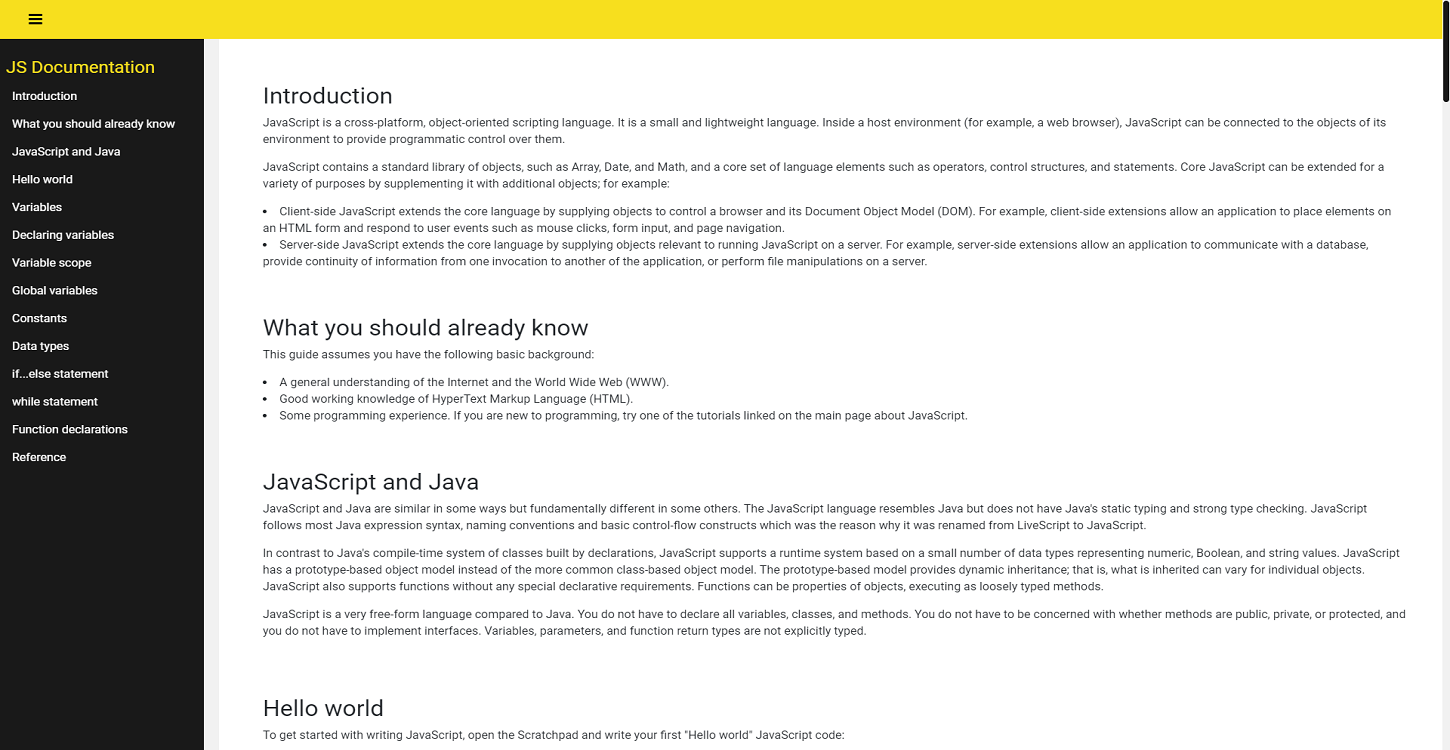 JS Documentation
Introduction
What you should already know
JavaScript and Java
Hello world
Variables
Declaring variables
Variable scope
Global variables
Constants
Data types
if...else statement
while statement
Function declarations
Reference
Introduction
JavaScript is a cross-platform, object-oriented scripting language. It is a small and lightweight language. Inside a host environment (for example, a web browser), JavaScript can be connected to the objects of its
environment to provide programmatic control over them.
JavaScript contains a standard library of objects, such as Array, Date, and Math, and a core set of language elements such as operators, control structures, and statements. Core JavaScript can be extended for a
variety of purposes by supplementing it with additional objects; for example:
• Client-side JavaScript extends the core language by supplying objects to control a browser and its Document Object Model (DOM). For example, client-side extensions allow an application to place elements on
an HTML form and respond to user events such as mouse clicks, form input, and page navigation.
• Server-side JavaScript extends the core language by supplying objects relevant to running JavaScript on a server. For example, server-side extensions allow an application to communicate with a database,
provide continuity of information from one invocation to another of the application, or perform file manipulations on a server.
What you should already know
This guide assumes you have the following basic background:
• A general understanding of the Internet and the World Wide Web (WWW).
• Good working knowledge of HyperText Markup Language (HTML).
• Some programming experience. If you are new to programming, try one of the tutorials linked on the main page about JavaScript.
JavaScript and Java
JavaScript and Java are similar in some ways but fundamentally different in some others. The JavaScript language resembles Java but does not have Java's static typing and strong type checking. JavaScript
follows most Java expression syntax, naming conventions and basic control-flow constructs which was the reason why it was renamed from LiveScript to JavaScript.
In contrast to Java's compile-time system of classes built by declarations, JavaScript supports a runtime system based on a small number of data types representing numeric, Boolean, and string values. JavaScript
has a prototype-based object model instead of the more common class-based object model. The prototype-based model provides dynamic inheritance; that is, what is inherited can vary for individual objects.
JavaScript also supports functions without any special declarative requirements. Functions can be properties of objects, executing as loosely typed methods.
JavaScript is a very free-form language compared to Java. You do not have to declare all variables, classes, and methods. You do not have to be concerned with whether methods are public, private, or protected, and
you do not have to implement interfaces. Variables, parameters, and function return types are not explicitly typed.
Hello world
To get started with writing JavaScript, open the Scratchpad and write your first "Hello world" JavaScript code: